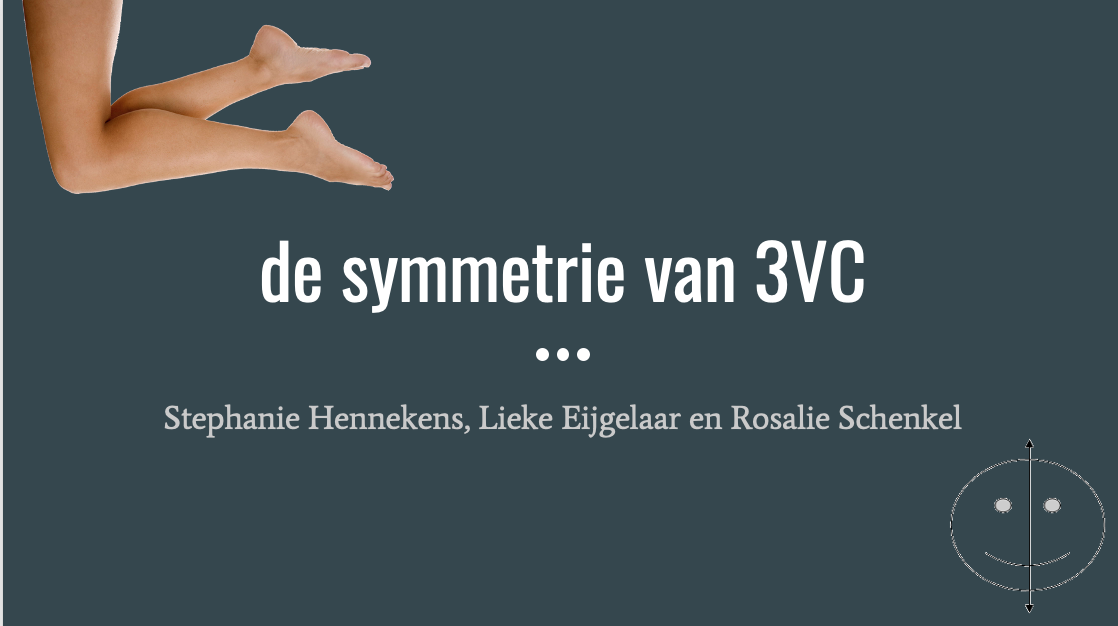 de symmetrie van 3VC
Stephanie Hennekens, Lieke Eijgelaar en Rosalie Schenkel